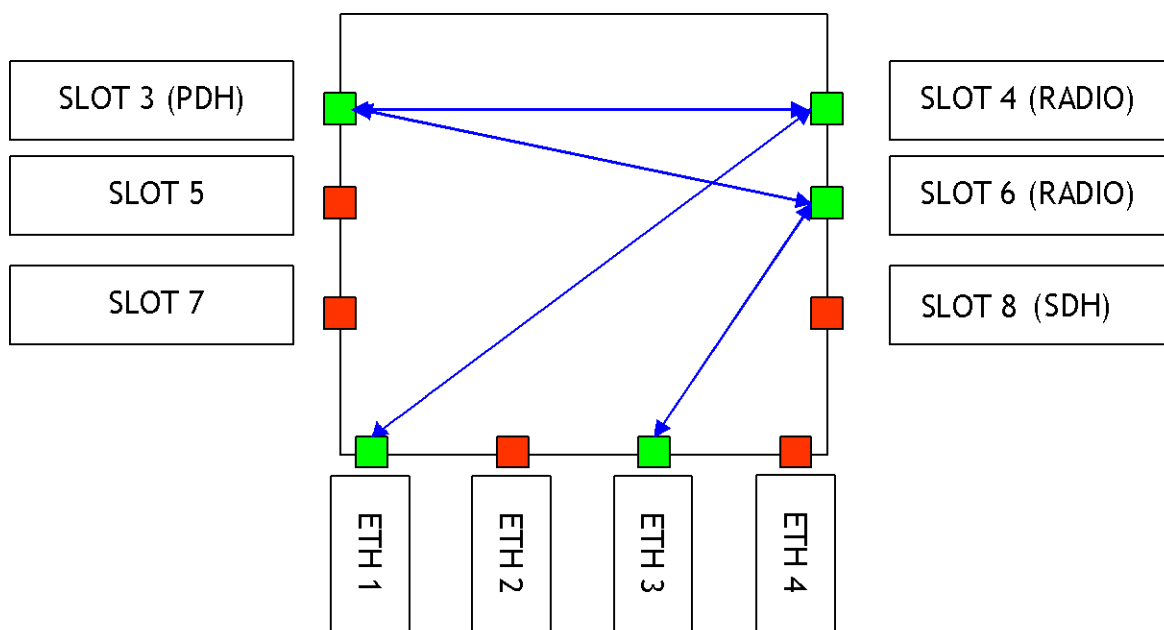 SLOT 3 (PDH)
SLOT 4 (RADIO)
SLOT 5
SLOT 6 (RADIO)
SLOT 7
SLOT 8 (SDH)
ETH 1
ETH 2
ETH 3
ETH 4